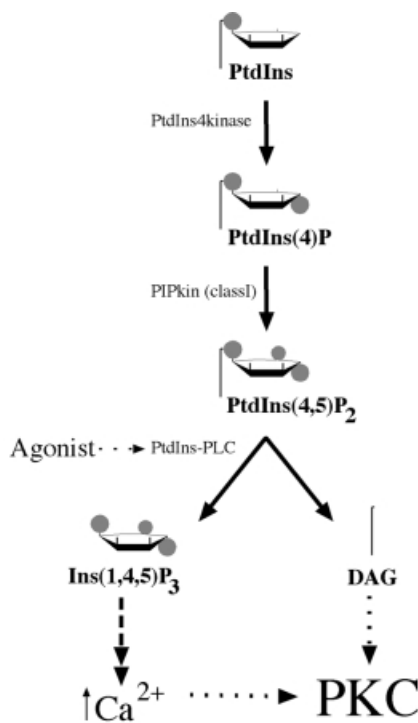 PtdIns
PtdIns4kinase
PtdIns(4)P
PIPkin (classI)
PtdIns(4,5)P2
Agonist PtdIns-PLC
Ins(1,4,5)P3
DAG
Ca2+ PKC